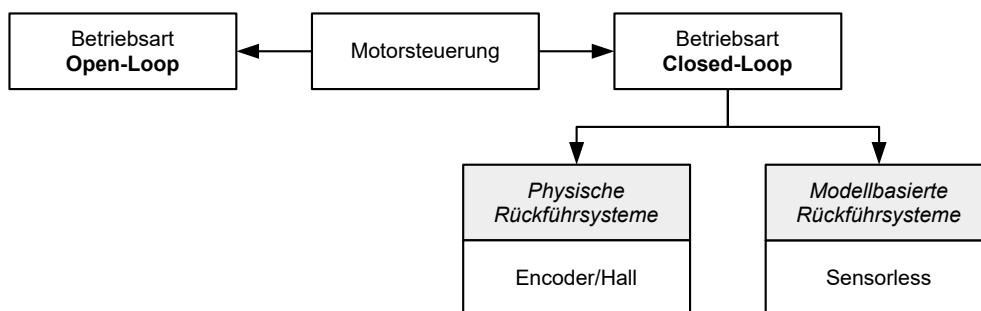 Betriebsart
Open-Loop
Motorsteuerung
Betriebsart
Closed-Loop
Physische
Rückführsysteme
Encoder/Hall
Modellbasierte
Rückführsysteme
Sensorless